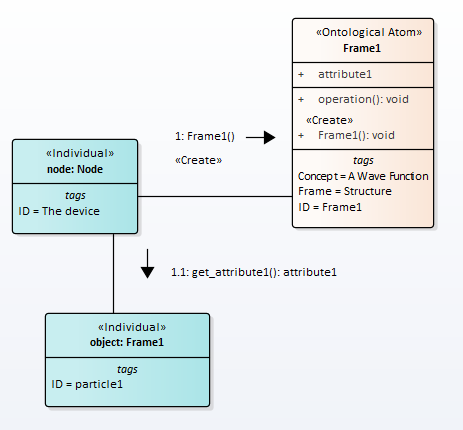 «Ontological Atom»
Frame1
+ attribute1
+ operation(): void
«Create»
+ Frame1(): void
tags
Concept = A Wave Function
Frame = Structure
ID = Frame1
1: Frame1()
«Create»
«Individual»
node: Node
tags
ID = The device
1.1: get_attribute1(): attribute1
«Individual»
object: Frame1
tags
ID = particle1